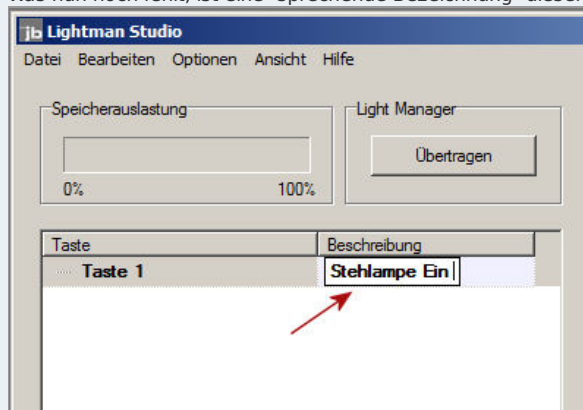 jb Lightman Studio
Datei Bearbeiten Optionen Ansicht Hilfe
Speicherauslastung
0% 100%
Light Manager
Übertragen
Taste Beschreibung
Taste 1 Stehlampe Ein